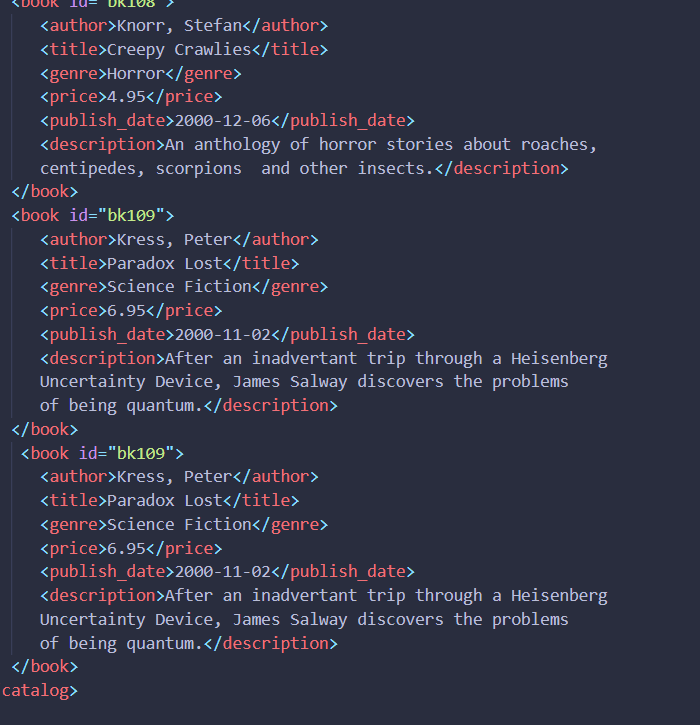 <book id="bk108">
<author>Knorr, Stefan</author>
<title>Creepy Crawlies</title>
<genre>Horror</genre>
<price>4.95</price>
<publish_date>2000-12-06</publish_date>
<description>An anthology of horror stories about roaches,
centipedes, scorpions  and other insects.</description>
</book>
<book id="bk109">
<author>Kress, Peter</author>
<title>Paradox Lost</title>
<genre>Science Fiction</genre>
<price>6.95</price>
<publish_date>2000-11-02</publish_date>
<description>After an inadvertant trip through a Heisenberg
Uncertainty Device, James Salway discovers the problems
of being quantum.</description>
</book>
<book id="bk109">
<author>Kress, Peter</author>
<title>Paradox Lost</title>
<genre>Science Fiction</genre>
<price>6.95</price>
<publish_date>2000-11-02</publish_date>
<description>After an inadvertant trip through a Heisenberg
Uncertainty Device, James Salway discovers the problems
of being quantum.</description>
</book>
catalog>